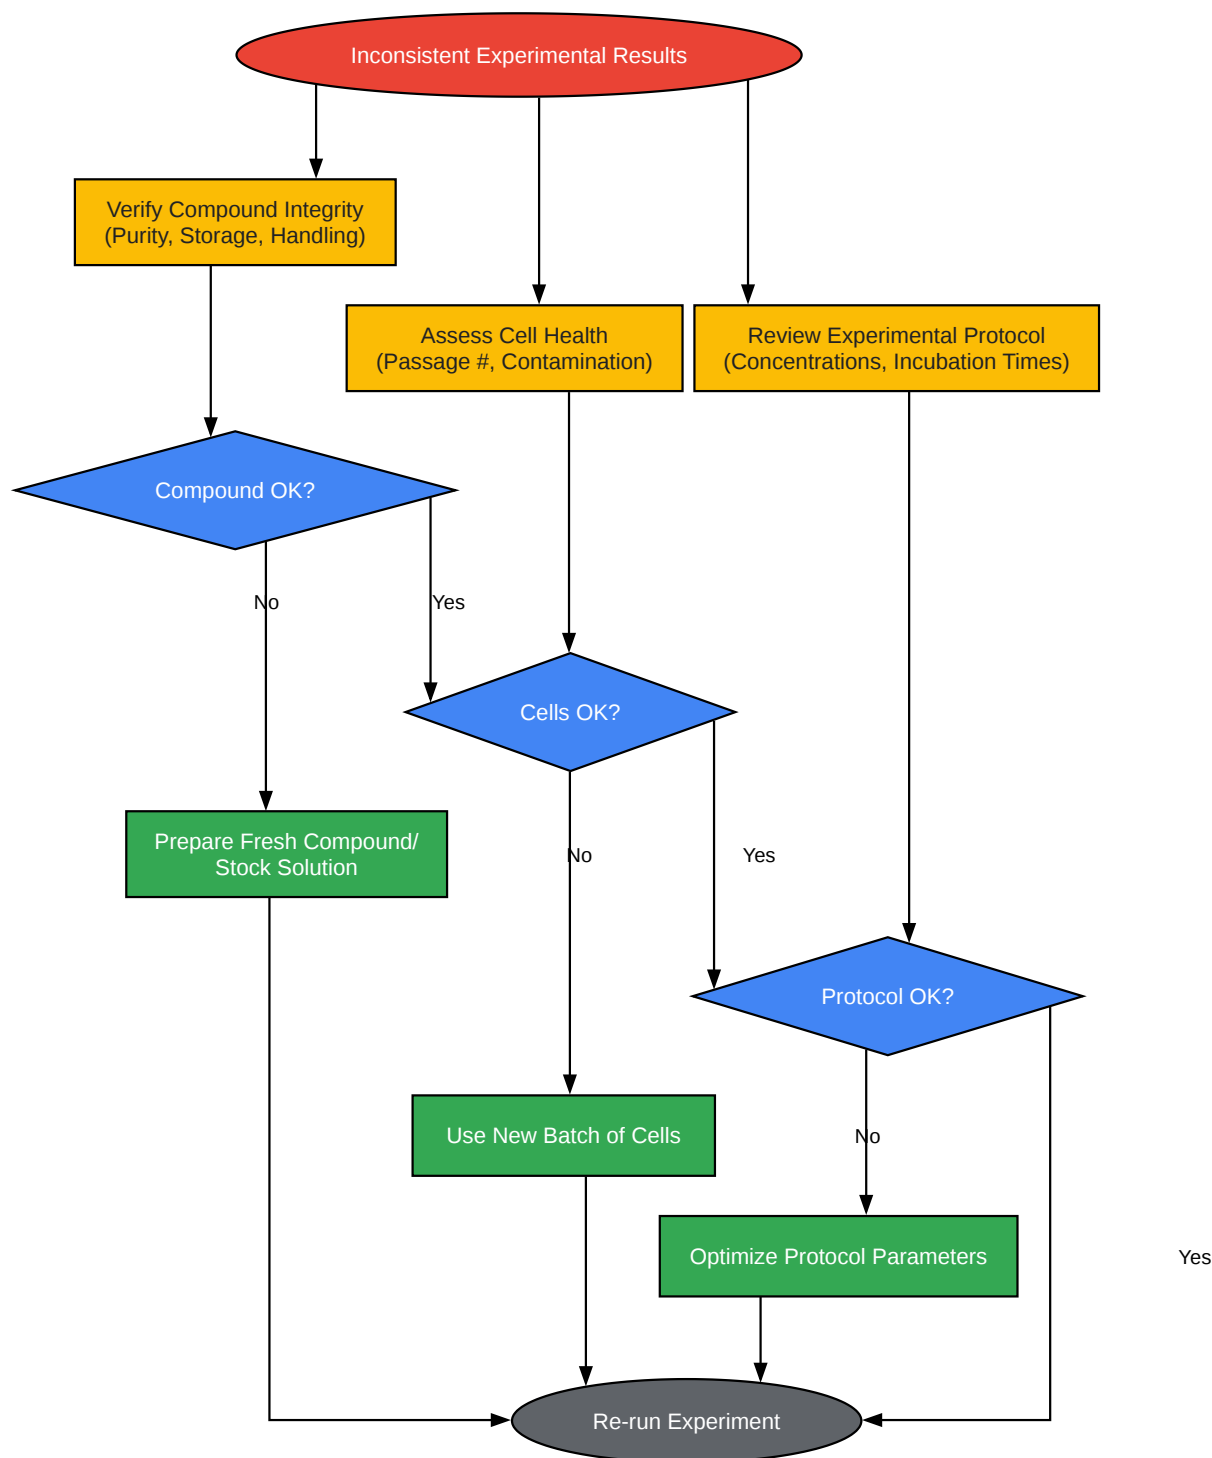 Inconsistent Experimental Results
Verify Compound Integrity
(Purity, Storage, Handling)
Assess Cell Health
(Passage #, Contamination)
Review Experimental Protocol
(Concentrations, Incubation Times)
Compound OK?
No
Yes
Cells OK?
Prepare Fresh Compound/
Stock Solution
No
Yes
Protocol OK?
Use New Batch of Cells
No
Optimize Protocol Parameters
Yes
Re-run Experiment